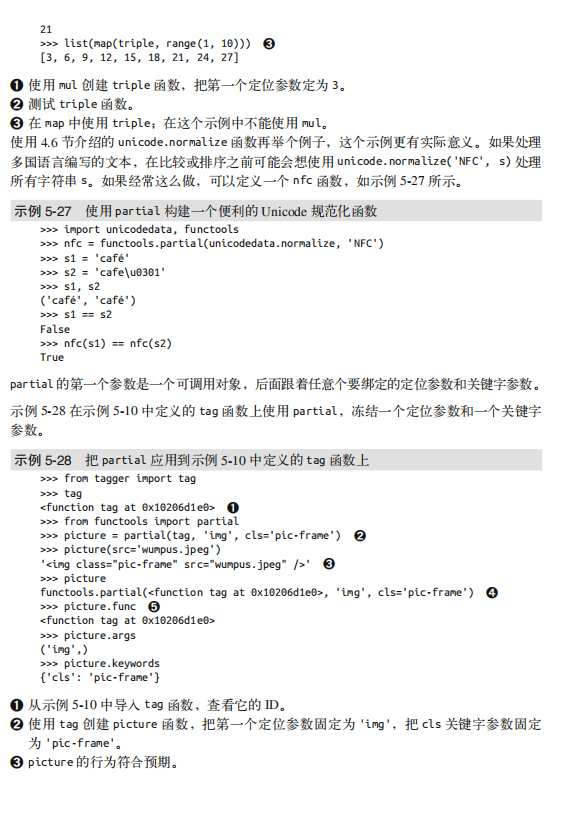 21
>>> list(map(triple, range(1, 10))) ❸
[3, 6, 9, 12, 15, 18, 21, 24, 27]
❶ 使用 mul 创建 triple 函数，把第一个定位参数定为 3。
❷ 测试 triple 函数。
❸ 在 map 中使用 triple；在这个示例中不能使用 mul。
使用 4.6 节介绍的 unicode.normalize 函数再举个例子，这个示例更有实际意义。如果处理
多国语言编写的文本，在比较或排序之前可能会想使用 unicode.normalize('NFC', s) 处理
所有字符串 s。如果经常这么做，可以定义一个 nfc 函数，如示例 5-27 所示。
示例 5-27 使用 partial 构建一个便利的 Unicode 规范化函数
>>> import unicodedata, functools
>>> nfc = functools.partial(unicodedata.normalize, 'NFC')
>>> s1 = 'café'
>>> s2 = 'cafe\u0301'
>>> s1, s2
('café', 'café')
>>> s1 == s2
False
>>> nfc(s1) == nfc(s2)
True
partial 的第一个参数是一个可调用对象，后面跟着任意个要绑定的定位参数和关键字参数。
示例 5-28 在示例 5-10 中定义的 tag 函数上使用 partial，冻结一个定位参数和一个关键字
参数。
示例 5-28 把 partial 应用到示例 5-10 中定义的 tag 函数上
>>> from tagger import tag
>>> tag
<function tag at 0x10206d1e0> ❶
>>> from functools import partial
>>> picture = partial(tag, 'img', cls='pic-frame') ❷
>>> picture(src='wumpus.jpeg')
'<img class="pic-frame" src="wumpus.jpeg" />' ❸
>>> picture
functools.partial(<function tag at 0x10206d1e0>, 'img', cls='pic-frame') ❹
>>> picture.func ❺
<function tag at 0x10206d1e0>
>>> picture.args
('img',)
>>> picture.keywords
{'cls': 'pic-frame'}
❶ 从示例 5-10 中导入 tag 函数，查看它的 ID。
❷ 使用 tag 创建 picture 函数，把第一个定位参数固定为 'img'，把 cls 关键字参数固定
为 'pic-frame'。
❸ picture 的行为符合预期。